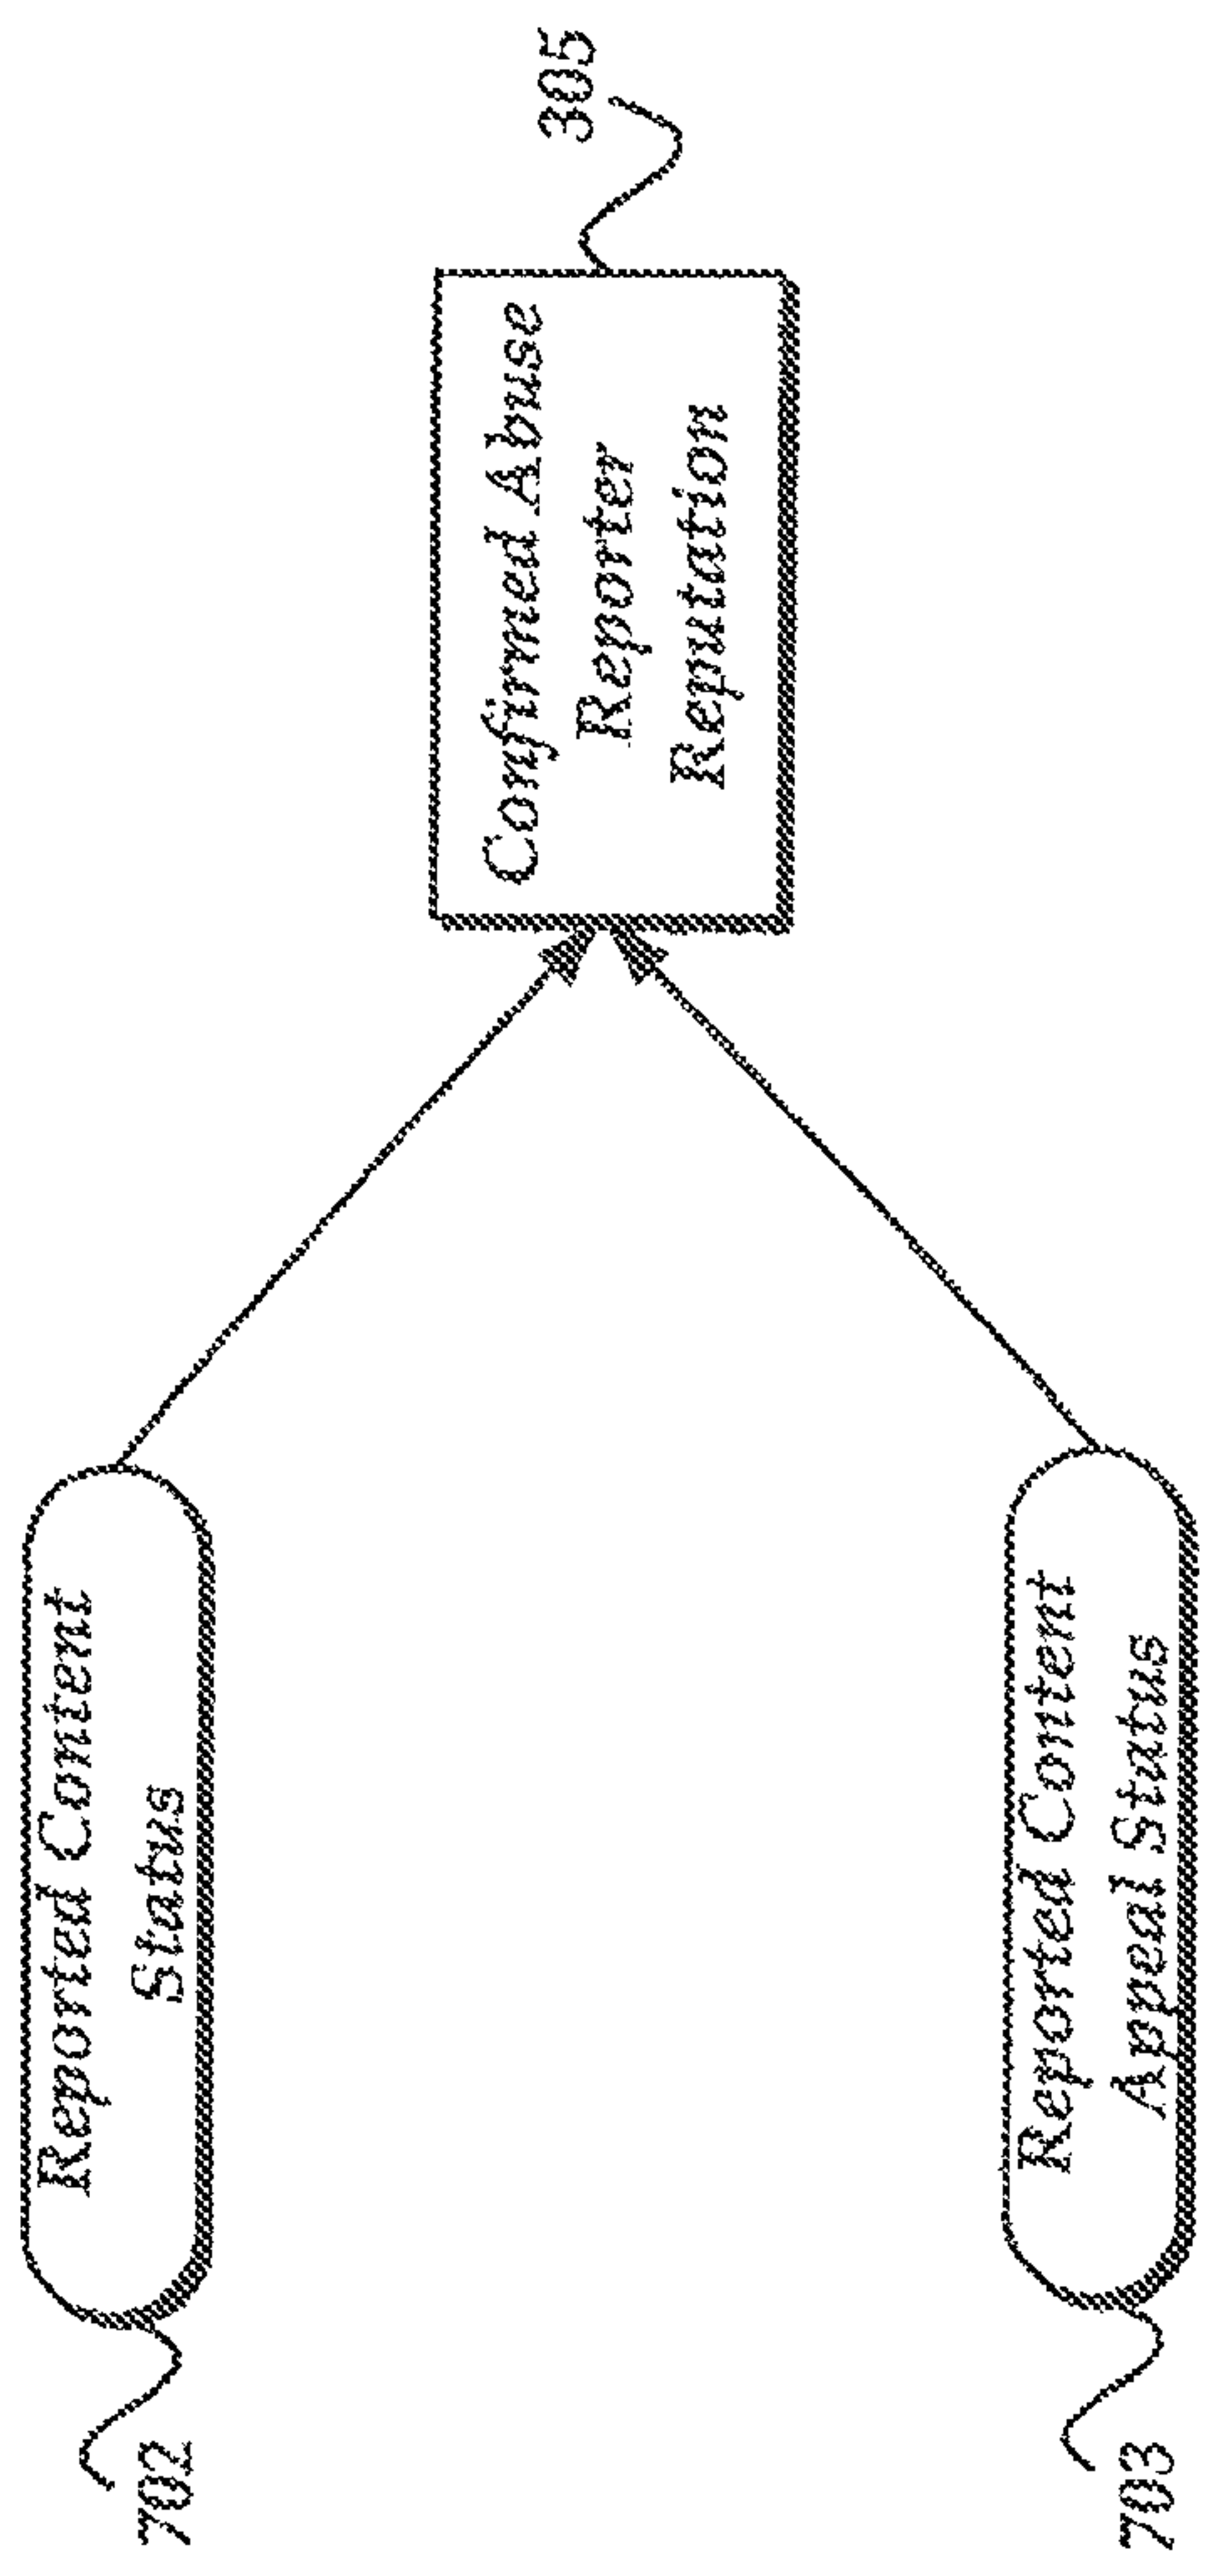 702
Reported Content
Status
Confirmed Abuse
Reporter
Reputation
305
703
Reported Content
Appeal Status